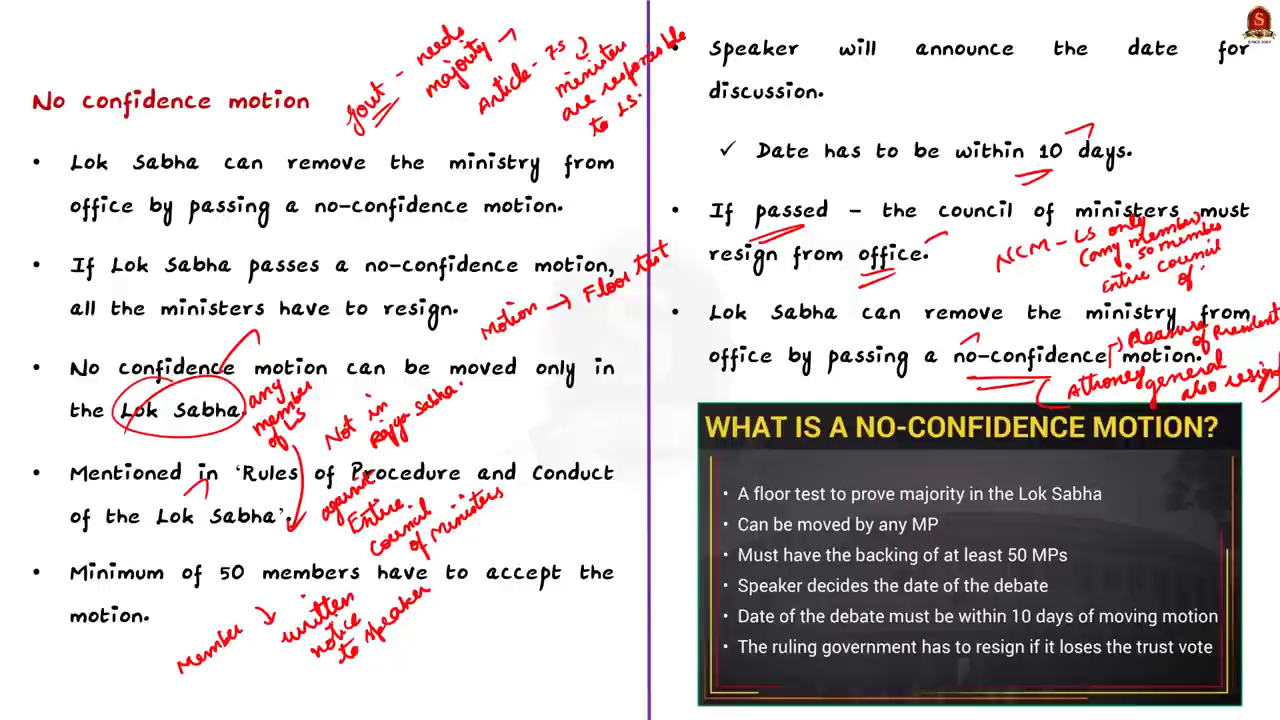 No confidence motion
Govt - needs
majority
Article - 75
ministers
are responsible
to LS.
• Lok Sabha can remove the ministry from
office by passing a no-confidence motion.
• If Lok Sabha passes a no-confidence motion,
all the ministers have to resign.
Motion → Floor test
• No confidence motion can be moved only in
the Lok Sabha.
any
member
of LS
Not in
Rajya Sabha.
• Mentioned in ‘Rules of Procedure and Conduct
of the Lok Sabha’.
against
Entire
Council
of Ministers
• Minimum of 50 members have to accept the
motion.
Member
written
notice
to Speaker
• Speaker will announce the date for
discussion.
✓ Date has to be within 10 days.
• If passed – the council of ministers must
resign from office.
NCM - LS only
(any member
50 member
Entire Council
of
• Lok Sabha can remove the ministry from
office by passing a no-confidence motion.
→ Pleasure
of President
Attorney
general
also resign
WHAT IS A NO-CONFIDENCE MOTION?
• A floor test to prove majority in the Lok Sabha
• Can be moved by any MP
• Must have the backing of at least 50 MPs
• Speaker decides the date of the debate
• Date of the debate must be within 10 days of moving motion
• The ruling government has to resign if it loses the trust vote